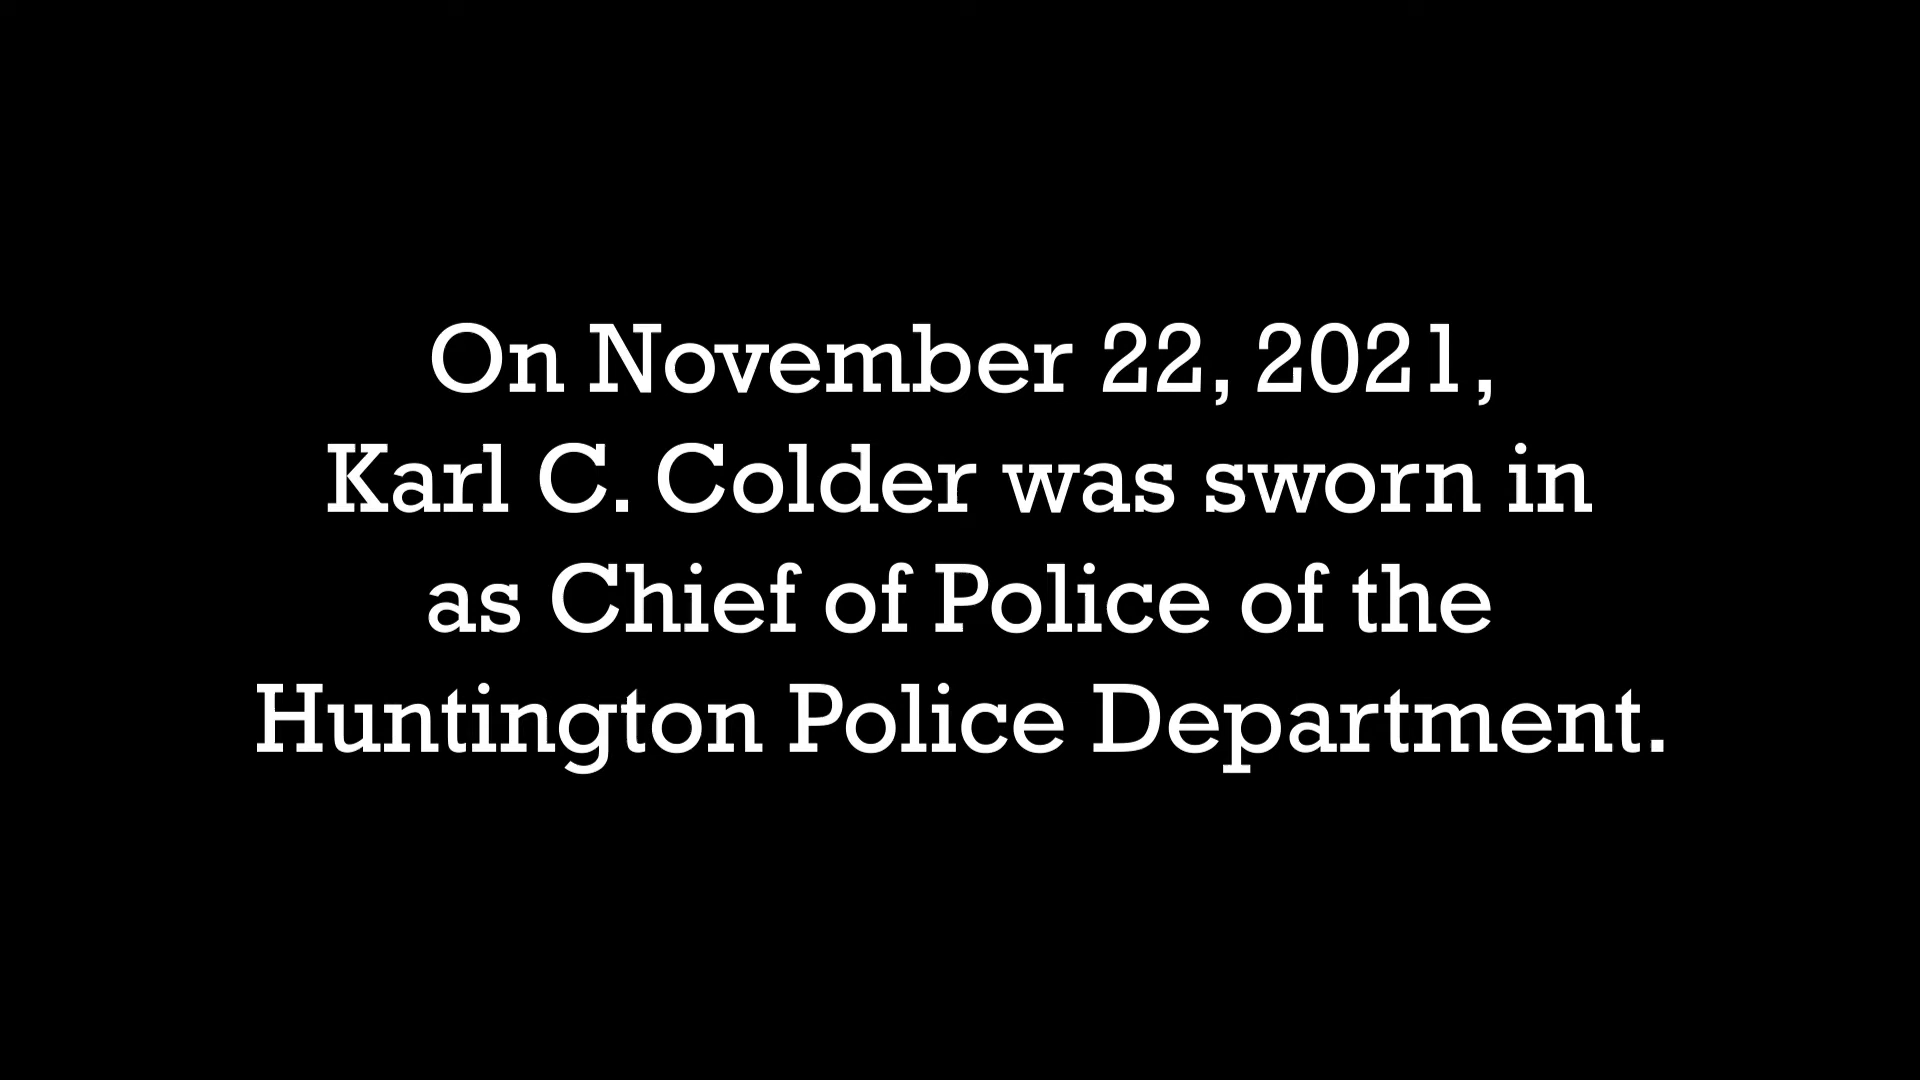 On November 22, 2021,
Karl C. Colder was sworn in
as Chief of Police of the
Huntington Police Department.